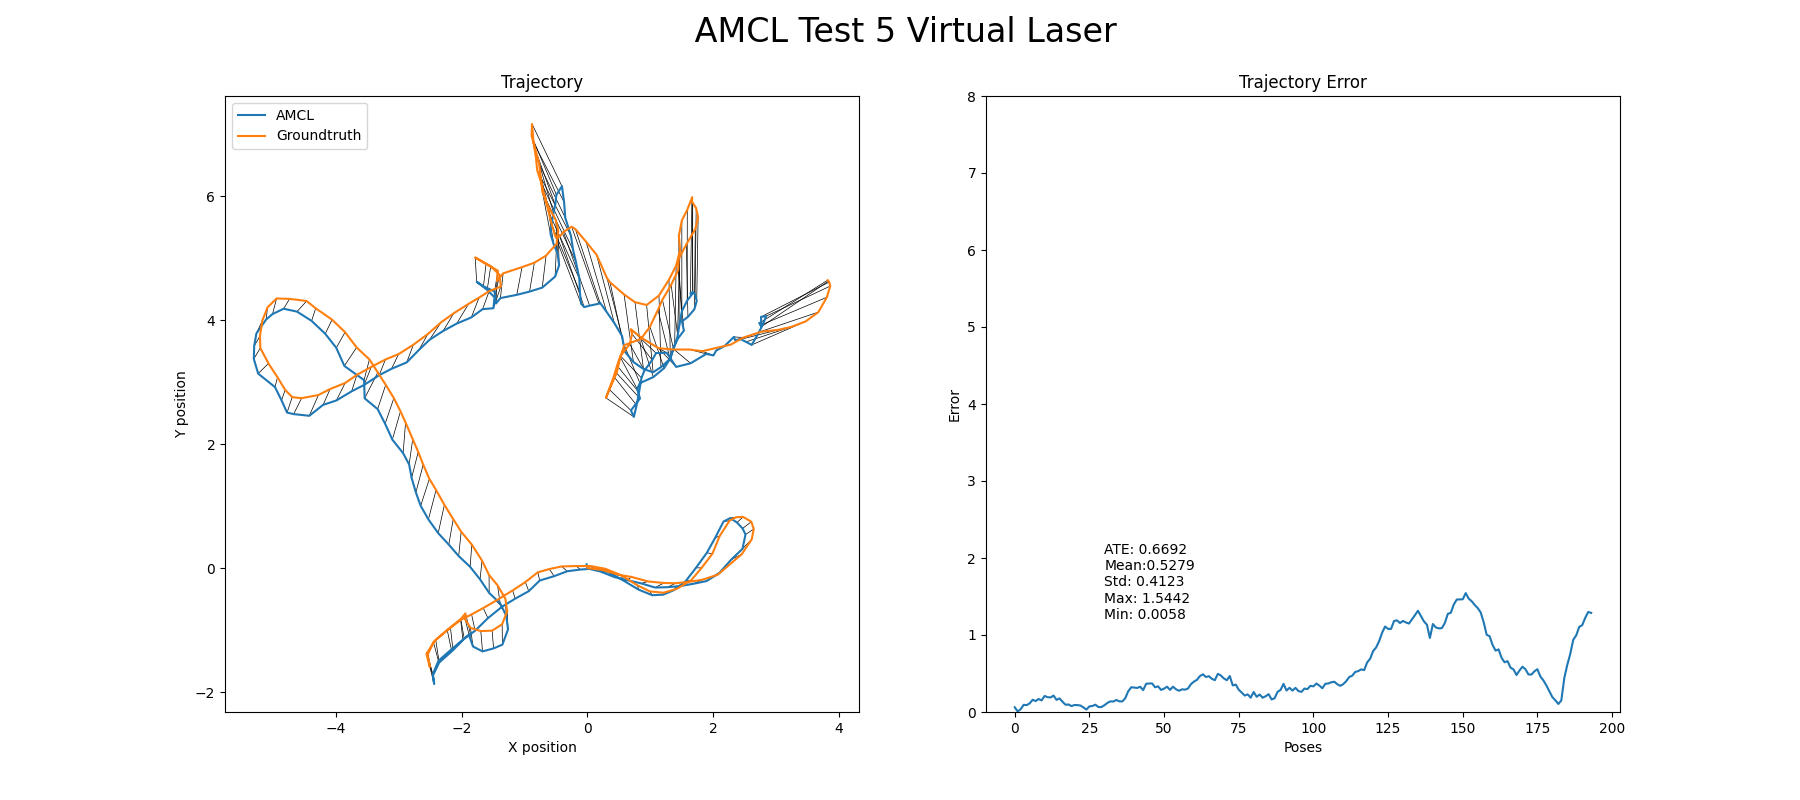 AMCL Test 5 Virtual Laser
Trajectory
AMCL
Groundtruth
6
4
2
0
−2
Y position
−4
−2
0
2
4
X position
Trajectory Error
8
7
6
5
4
3
2
1
0
Error
ATE: 0.6692
Mean:0.5279
Std: 0.4123
Max: 1.5442
Min: 0.0058
0
25
50
75
100
125
150
175
200
Poses